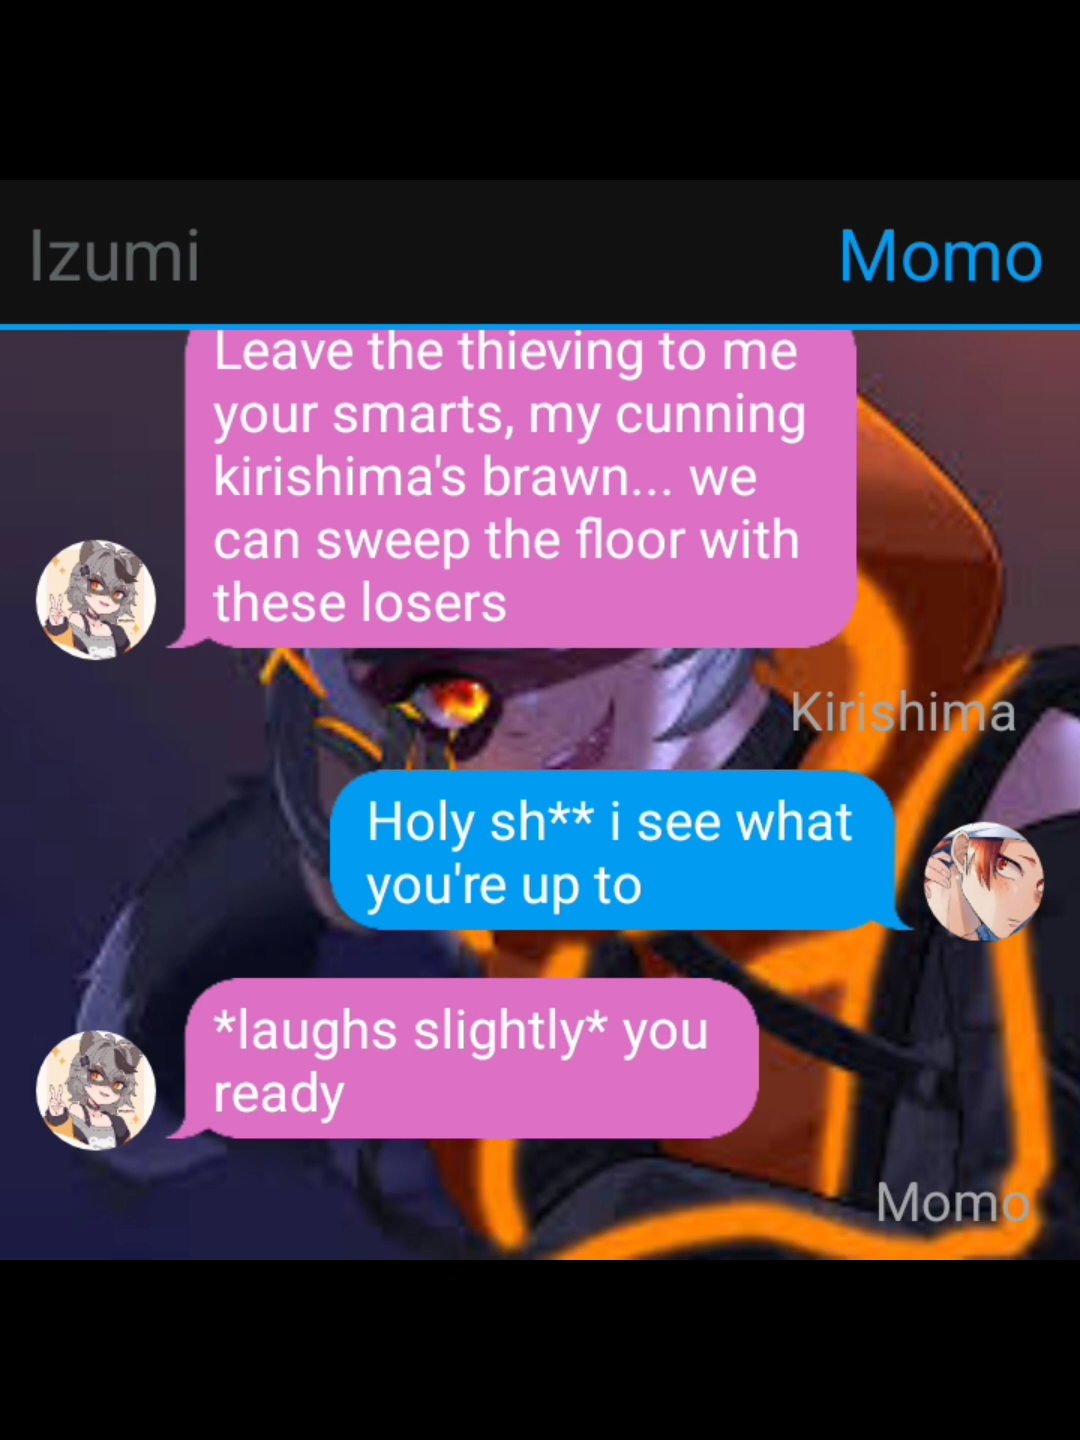 Izumi
Momo
Leave the thieving to me
your smarts, my cunning
kirishima's brawn... we
can sweep the floor with
these losers
Kirishima
Holy sh** i see what
you're up to
*laughs slightly* you
ready
Momo